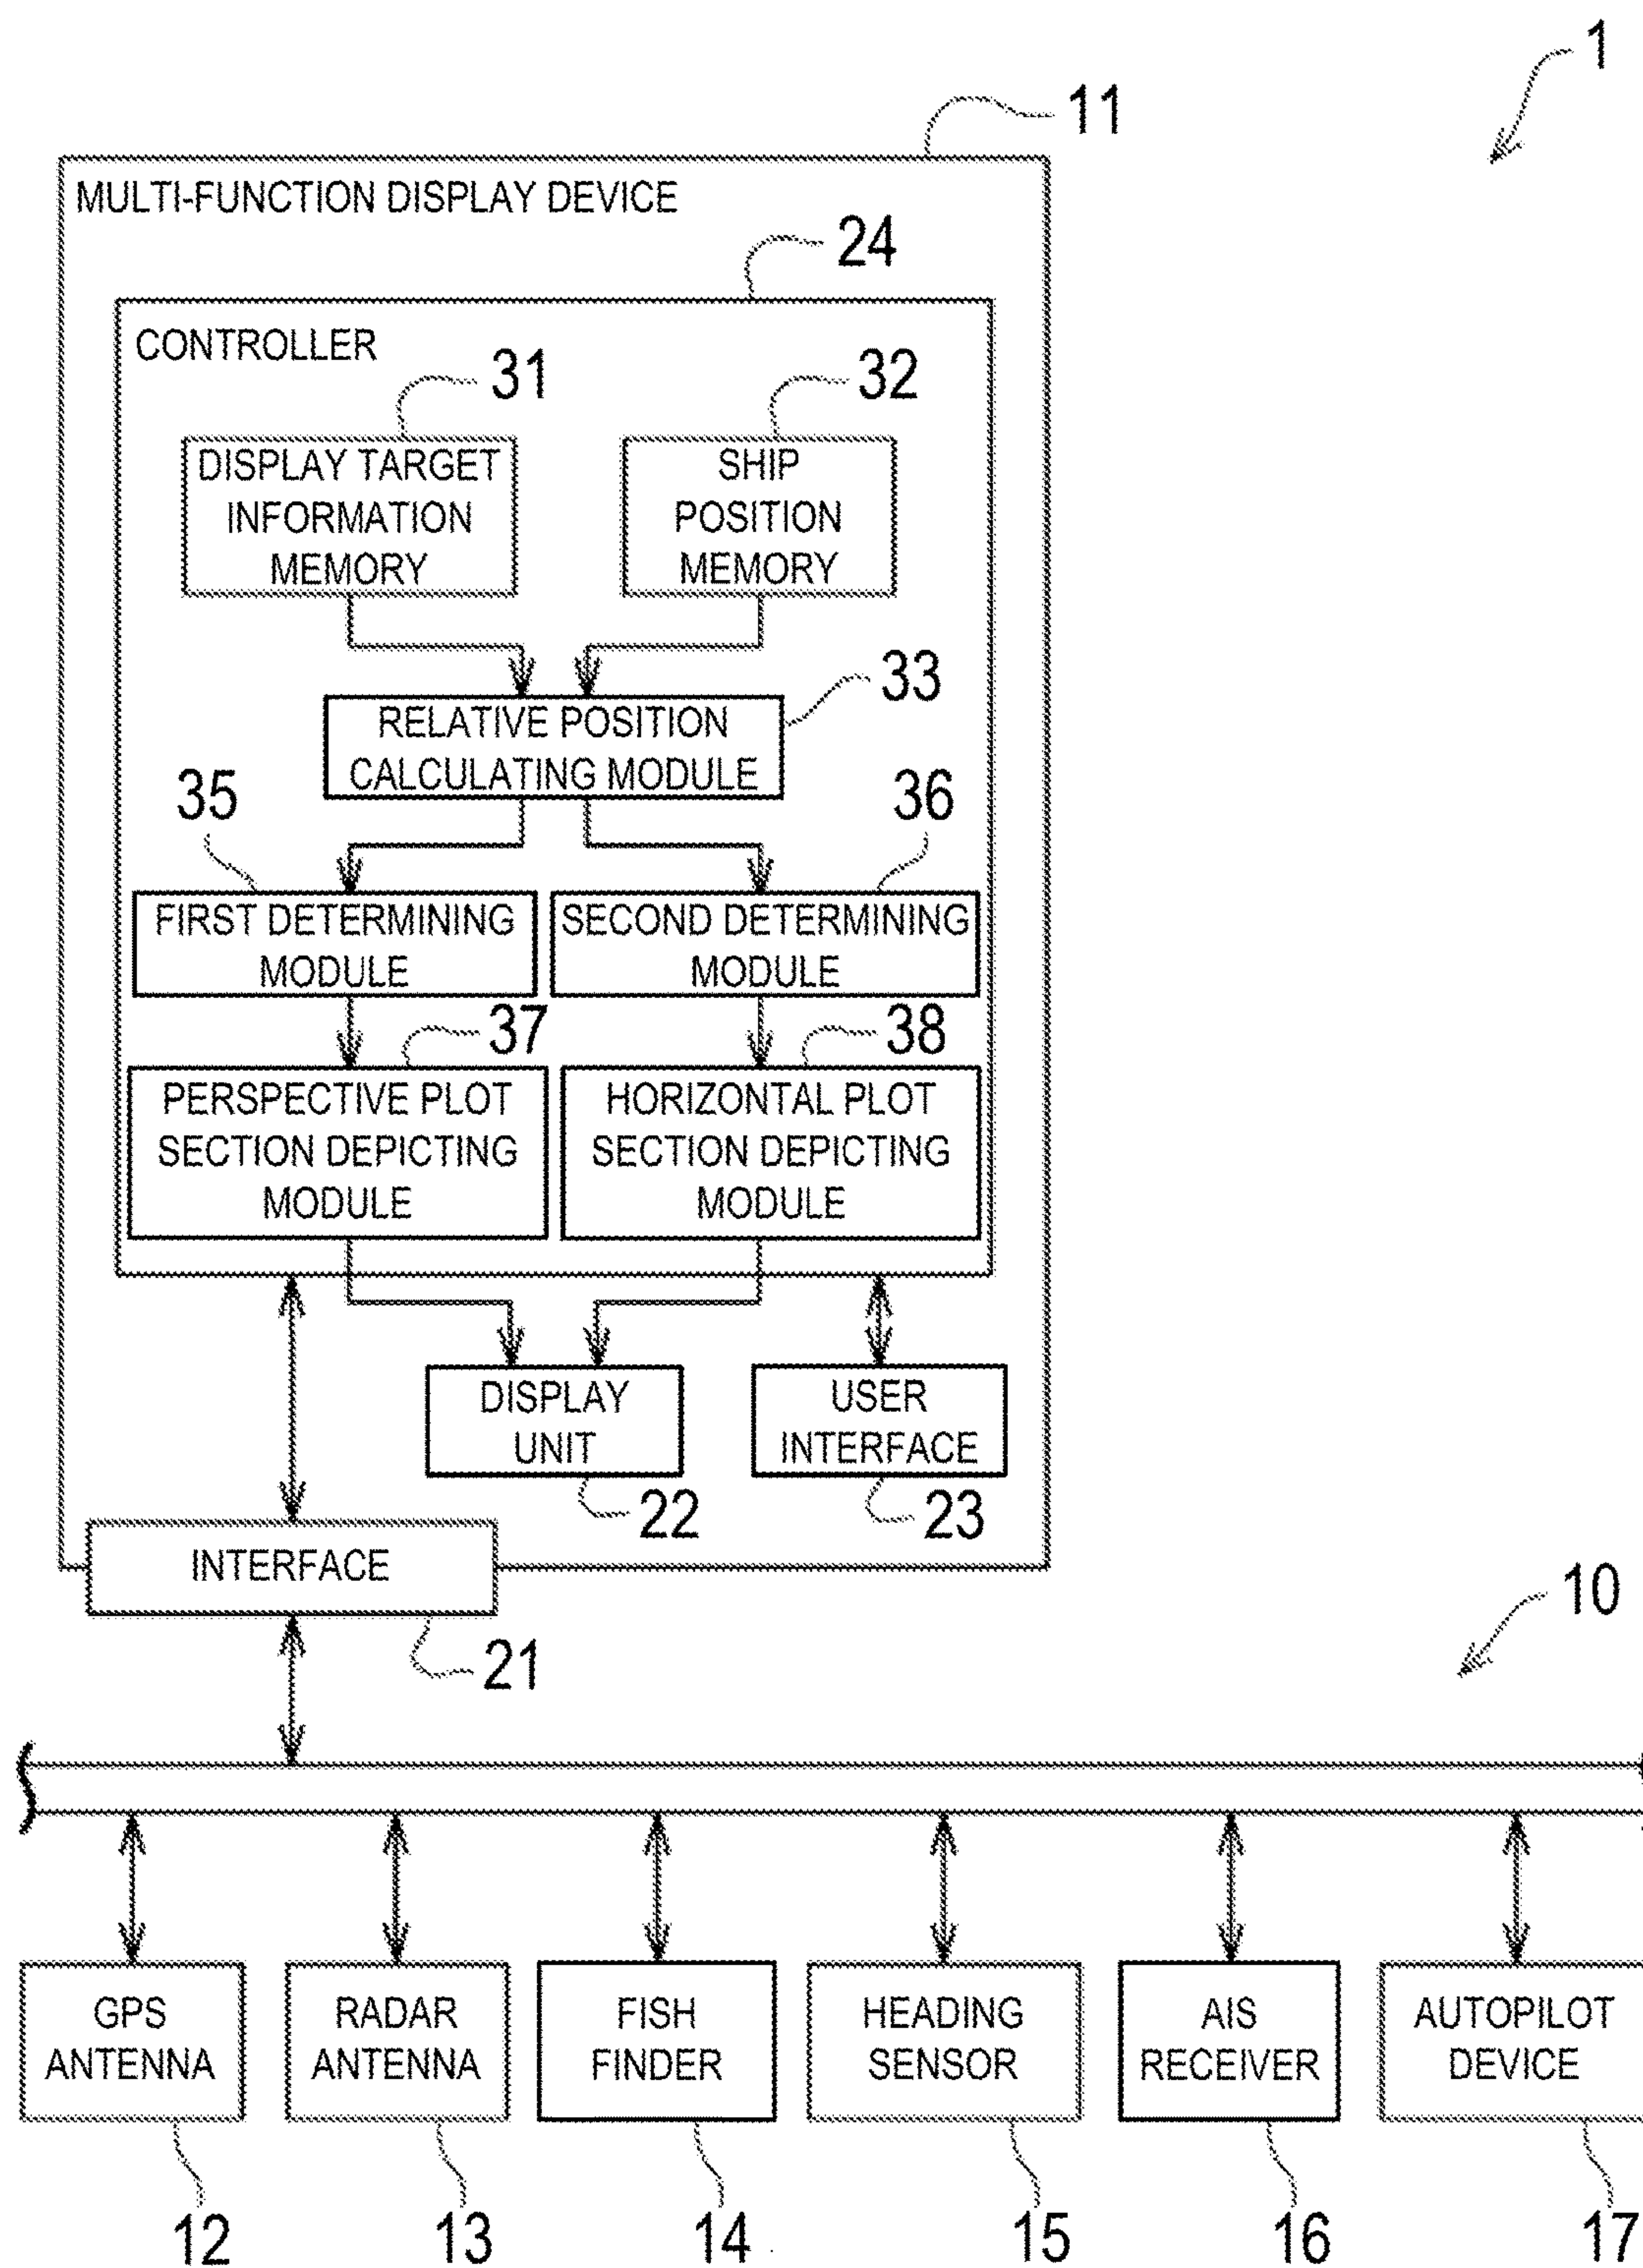 1
11
MULTI-FUNCTION DISPLAY DEVICE
24
CONTROLLER
31
32
DISPLAY TARGET
INFORMATION
MEMORY
SHIP
POSITION
MEMORY
33
RELATIVE POSITION
CALCULATING MODULE
35
36
FIRST DETERMINING
MODULE
SECOND DETERMINING
MODULE
37
38
PERSPECTIVE PLOT
SECTION DEPICTING
MODULE
HORIZONTAL PLOT
SECTION DEPICTING
MODULE
DISPLAY
UNIT
USER
INTERFACE
22
23
INTERFACE
21
10
GPS
ANTENNA
RADAR
ANTENNA
FISH
FINDER
HEADING
SENSOR
AIS
RECEIVER
AUTOPILOT
DEVICE
12
13
14
15
16
17